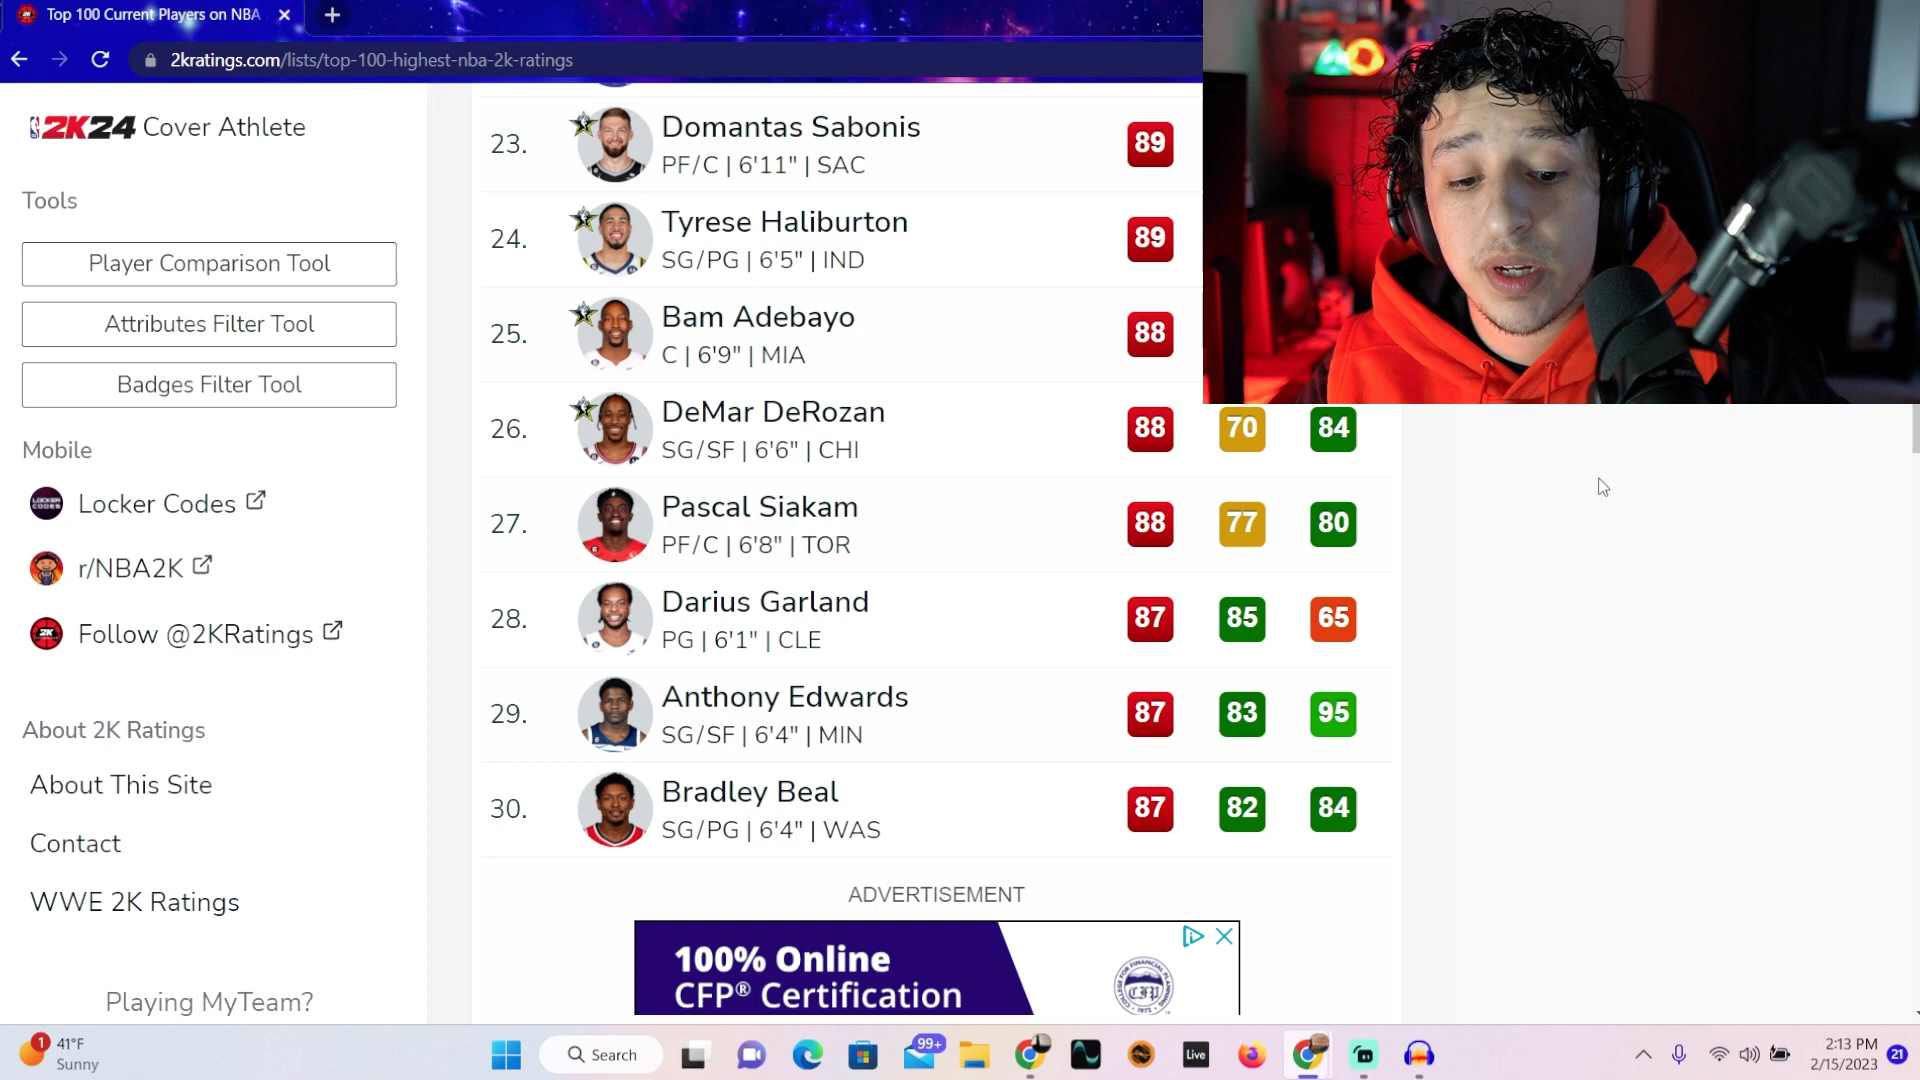 Top 100 Current Players on NBA
2kratings.com/lists/top-100-highest-nba-2k-ratings
2K24 Cover Athlete
Tools
Player Comparison Tool
Attributes Filter Tool
Badges Filter Tool
Mobile
Locker Codes
r/NBA2K
Follow @2KRatings
About 2K Ratings
About This Site
Contact
WWE 2K Ratings
Playing MyTeam?
23. Domantas Sabonis 89
PF/C | 6'11" | SAC
24. Tyrese Haliburton 89
SG/PG | 6'5" | IND
25. Bam Adebayo 88
C | 6'9" | MIA
26. DeMar DeRozan 88 70 84
SG/SF | 6'6" | CHI
27. Pascal Siakam 88 77 80
PF/C | 6'8" | TOR
28. Darius Garland 87 85 65
PG | 6'1" | CLE
29. Anthony Edwards 87 83 95
SG/SF | 6'4" | MIN
30. Bradley Beal 87 82 84
SG/PG | 6'4" | WAS
ADVERTISEMENT
100% Online
CFP® Certification
1
41°F
Sunny
Search
99+
Live
2:13 PM
2/15/2023
21